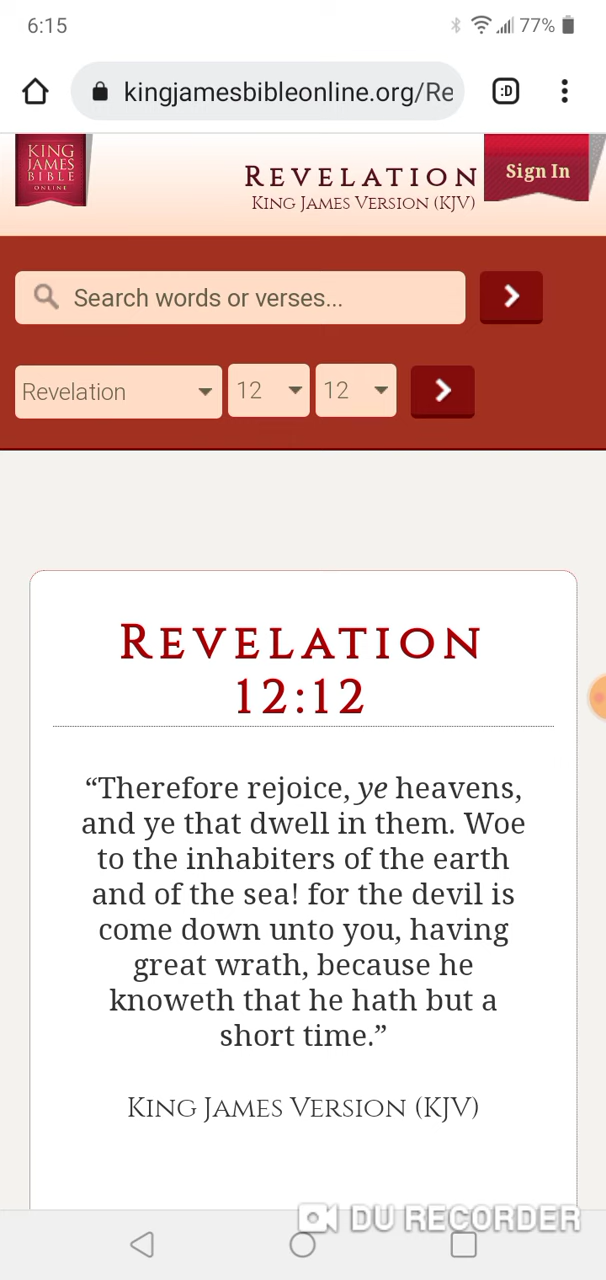 6:15
77%
kingjamesbibleonline.org/Re
:D
KING
JAMES
BIBLE
ONLINE
REVELATION
KING JAMES VERSION (KJV)
Sign In
Search words or verses...
Revelation
12
12
REVELATION
12:12
“Therefore rejoice, ye heavens,
and ye that dwell in them. Woe
to the inhabiters of the earth
and of the sea! for the devil is
come down unto you, having
great wrath, because he
knoweth that he hath but a
short time.”
KING JAMES VERSION (KJV)
DU RECORDER